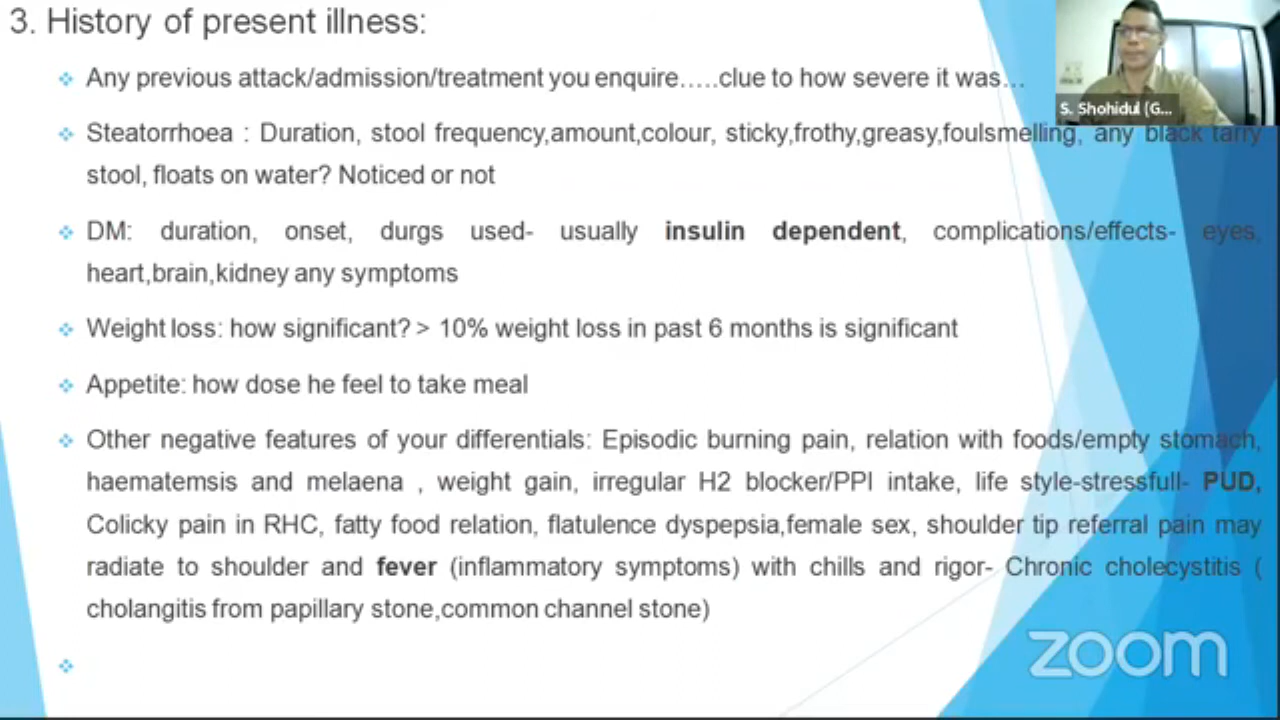 3. History of present illness:
Any previous attack/admission/treatment you enquire.....clue to how severe it was...
Steatorrhoea : Duration, stool frequency,amount,colour, sticky,frothy,greasy,foulsmelling, any black tarry
stool, floats on water? Noticed or not
DM: duration, onset, durgs used- usually insulin dependent, complications/effects- eyes,
heart,brain,kidney any symptoms
Weight loss: how significant? > 10% weight loss in past 6 months is significant
Appetite: how dose he feel to take meal
Other negative features of your differentials: Episodic burning pain, relation with foods/empty stomach,
haematemsis and melaena , weight gain, irregular H2 blocker/PPI intake, life style-stressfull- PUD,
Colicky pain in RHC, fatty food relation, flatulence dyspepsia,female sex, shoulder tip referral pain may
radiate to shoulder and fever (inflammatory symptoms) with chills and rigor- Chronic cholecystitis (
cholangitis from papillary stone,common channel stone)
S. Shohidul (G...
zoom